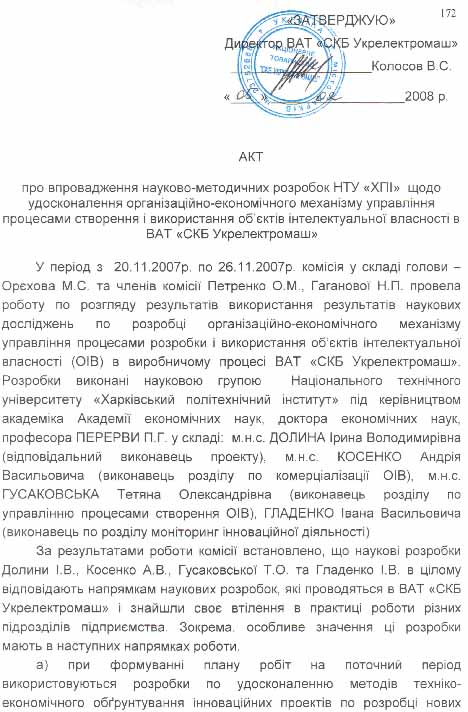 172
«ЗАТВЕРДЖУЮ»
Директор ВАТ «СКБ Укрелектромаш»
Колосов В.С.
« 05 » 2008 р.
АКТ
про впровадження науково-методичних розробок НТУ «ХПІ» щодо
удосконалення організаційно-економічного механізму управління
процесами створення і використання об'єктів інтелектуальної власності в
ВАТ «СКБ Укрелектромаш»
У період з 20.11.2007р. по 26.11.2007р. комісія у складі голови –
Орєхова М.С. та членів комісії Петренко О.М., Гаганової Н.П. провела
роботу по розгляду результатів використання результатів наукових
досліджень по розробці організаційно-економічного механізму
управління процесами розробки і використання об'єктів інтелектуальної
власності (ОІВ) в виробничому процесі ВАТ «СКБ Укрелектромаш».
Розробки виконані науковою групою Національного технічного
університету «Харківський політехнічний інститут» під керівництвом
академіка Академії економічних наук, доктора економічних наук,
професора ПЕРЕРВИ П.Г. у складі: м.н.с. ДОЛИНА Ірина Володимирівна
(відповідальний виконавець проекту), м.н.с. КОСЕНКО Андрія
Васильовича (виконавець розділу по комерціалізації ОІВ), м.н.с.
ГУСАКОВСЬКА Тетяна Олександрівна (виконавець розділу по
управлінню процесами створення ОІВ), ГЛАДЕНКО Івана Васильовича
(виконавець по розділу моніторинг інноваційної діяльності)
За результатами роботи комісії встановлено, що наукові розробки
Долини І.В., Косенко А.В., Гусаковської Т.О. та Гладенко І.В. в цілому
відповідають напрямкам наукових розробок, які проводяться в ВАТ «СКБ
Укрелектромаш» і знайшли своє втілення в практиці роботи різних
підрозділів підприємства. Зокрема. особливе значення ці розробки
мають в наступних напрямках роботи.
а) при формуванні плану робіт на поточний період
використовуються розробки по удосконаленню методів техніко-
економічного обґрунтування інноваційних проектів по розробці нових